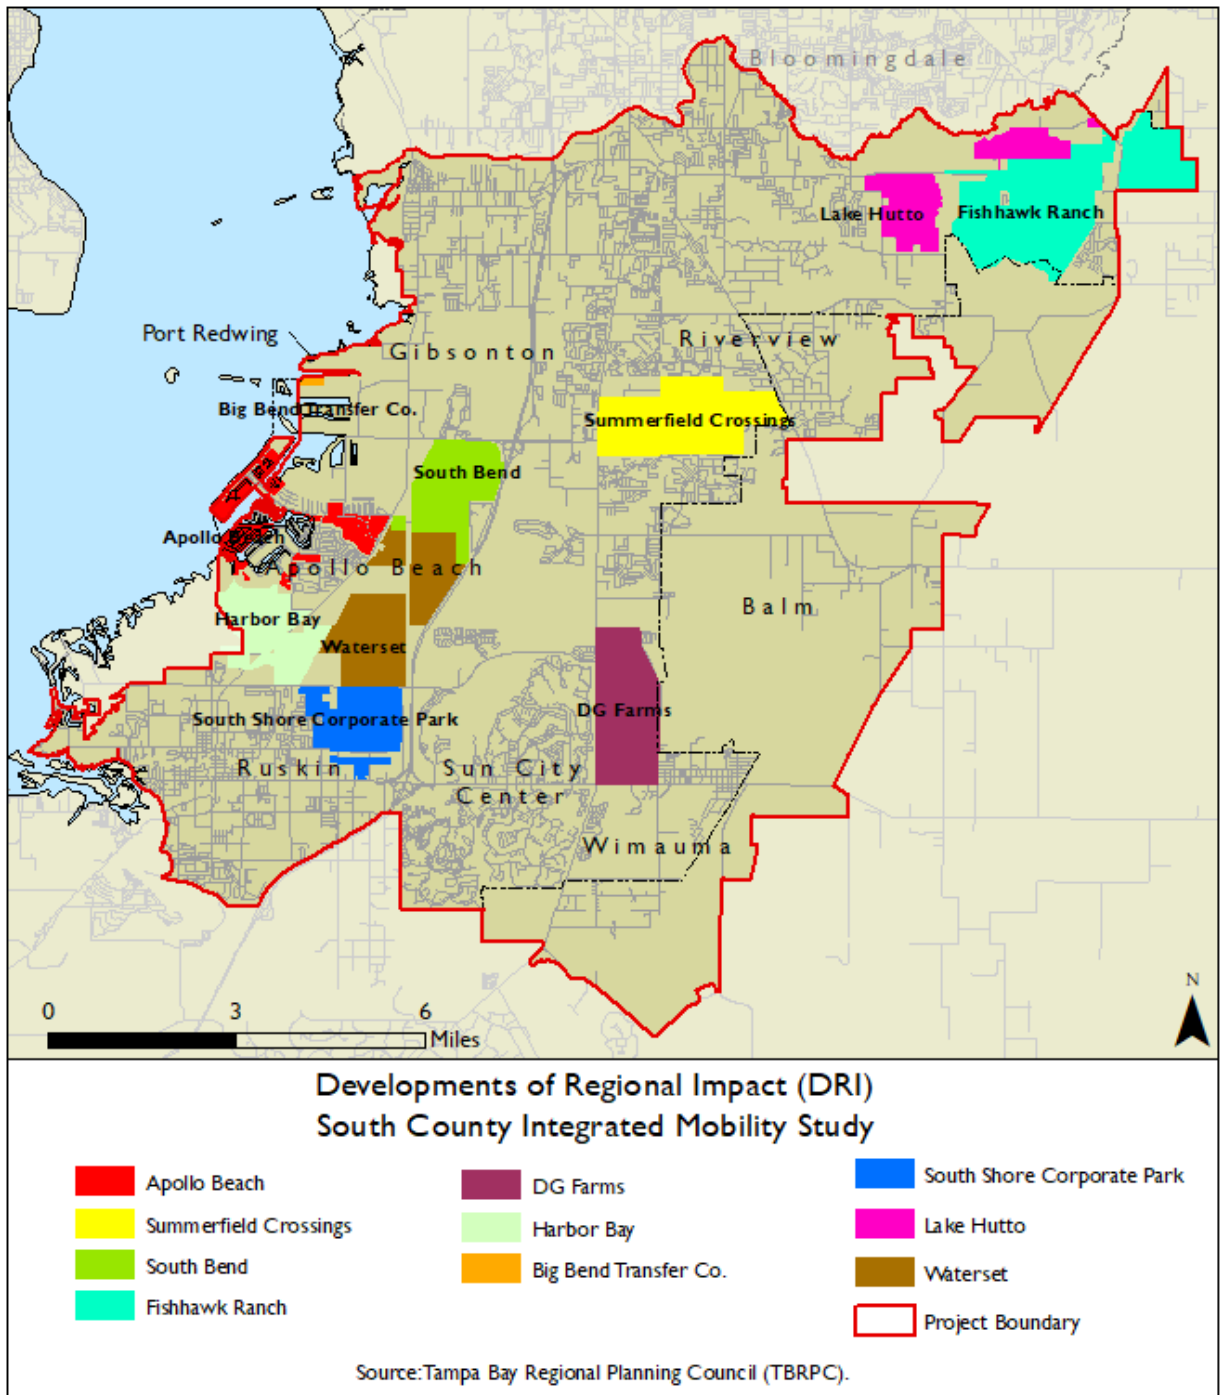 Bloomingdale
Lake Hutto
Fishhawk Ranch
Port Redwing
Gibsonton
Riverview
Big Bend Transfer Co.
Summerfield Crossings
South Bend
Apollo Beach
Apollo Beach
Balm
Harbor Bay
Waterset
DG Farms
South Shore Corporate Park
Ruskin
Sun City
Center
Wimauma
N
0 3 6
Miles
Developments of Regional Impact (DRI)
South County Integrated Mobility Study
Apollo Beach
Summerfield Crossings
South Bend
Fishhawk Ranch
DG Farms
Harbor Bay
Big Bend Transfer Co.
South Shore Corporate Park
Lake Hutto
Waterset
Project Boundary
Source:Tampa Bay Regional Planning Council (TBRPC).